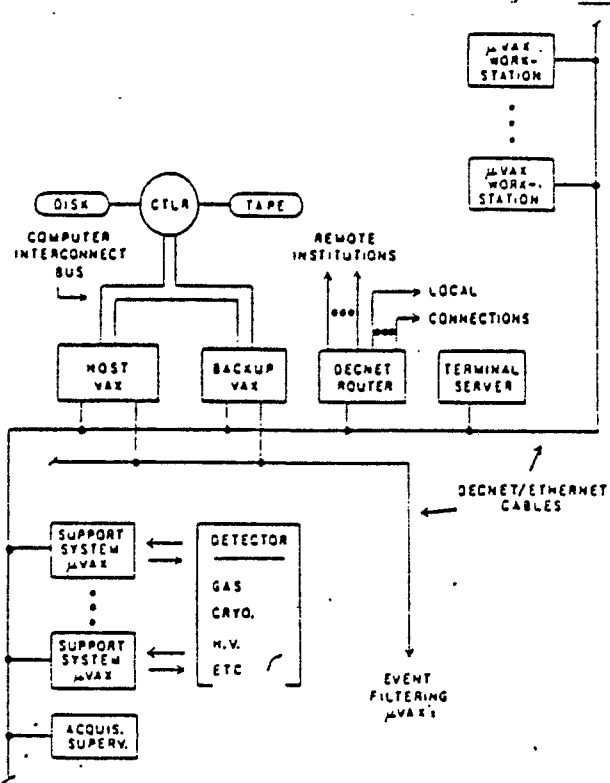 μVAX
WORK-
STATION
μVAX
WORK-
STATION
DISK
CTLR
TAPE
COMPUTER
INTERCONNECT
BUS
REMOTE
INSTITUTIONS
LOCAL
CONNECTIONS
HOST
VAX
BACKUP
VAX
DECNET
ROUTER
TERMINAL
SERVER
DECNET/ETHERNET
CABLES
SUPPORT
SYSTEM
μVAX
DETECTOR
GAS
CRYO.
H.V.
ETC
SUPPORT
SYSTEM
μVAX
EVENT
FILTERING
μVAX's
ACQUIS.
SUPERV.